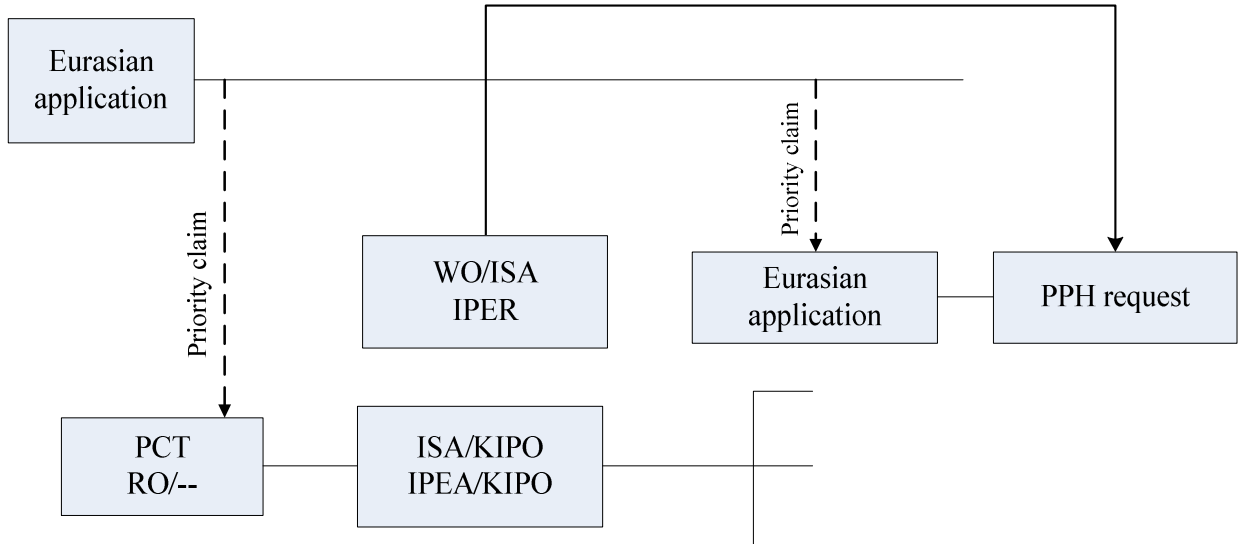 Eurasian
application
Priority claim
Priority claim
WO/ISA
IPER
Eurasian
application
PPH request
PCT
RO/--
ISA/KIPO
IPEA/KIPO